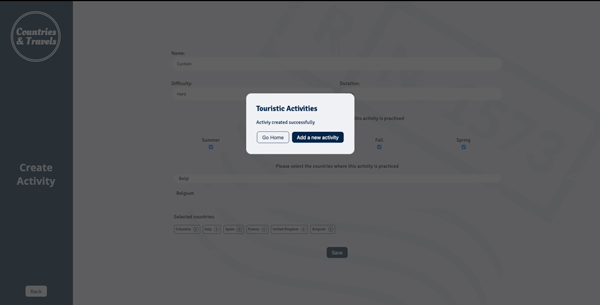 Countries
& Travels
Name:
Custom
Difficulty:
Duration:
Hard
Touristic Activities
Activity created successfully
this activity is practiced
Go Home
Add a new activity
Summer
Fall
Spring
Please select the countries where this activity is practiced
Create
Activity
Belgium
Selected countries:
Colombia
Italy
Spain
France
United Kingdom
Belgium
Save
Back